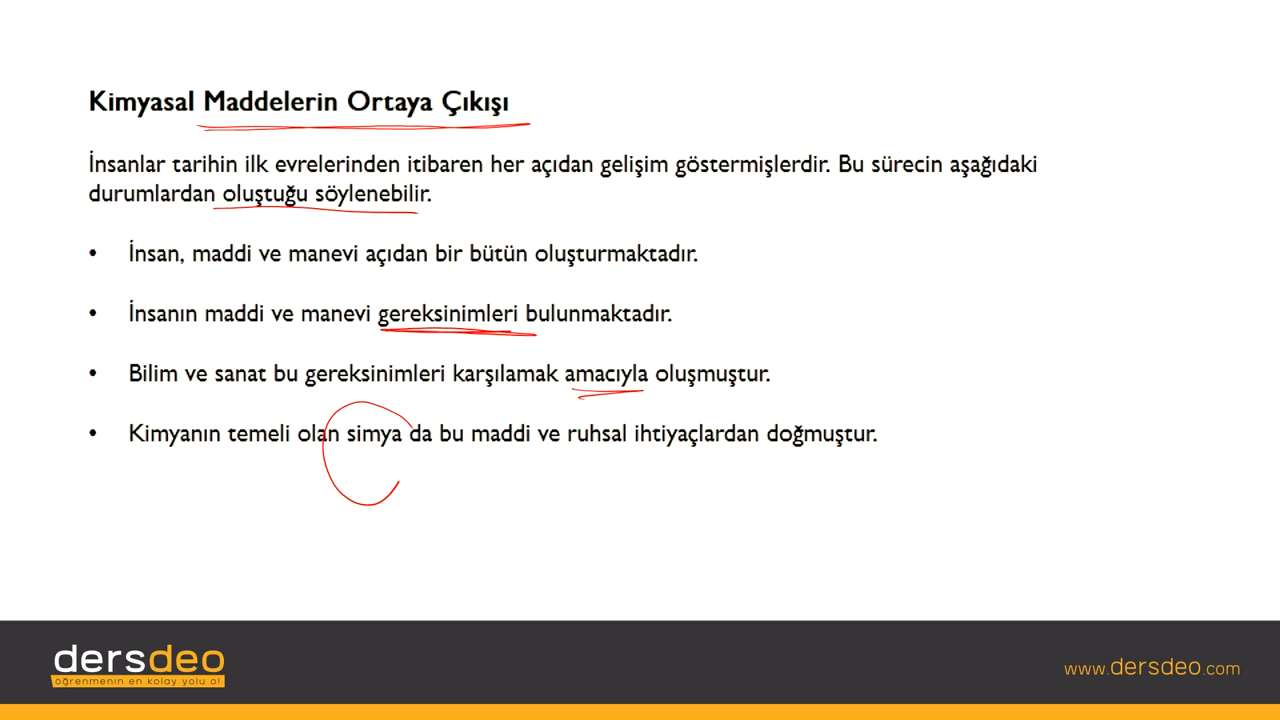 Kimyasal Maddelerin Ortaya Çıkışı
İnsanlar tarihin ilk evrelerinden itibaren her açıdan gelişim göstermişlerdir. Bu sürecin aşağıdaki
durumlardan oluştuğu söylenebilir.
• İnsan, maddi ve manevi açıdan bir bütün oluşturmaktadır.
• İnsanın maddi ve manevi gereksinimleri bulunmaktadır.
• Bilim ve sanat bu gereksinimleri karşılamak amacıyla oluşmuştur.
• Kimyanın temeli olan simya da bu maddi ve ruhsal ihtiyaçlardan doğmuştur.
dersdeo
öğrenmenin en kolay yolu o!
www.dersdeo.com